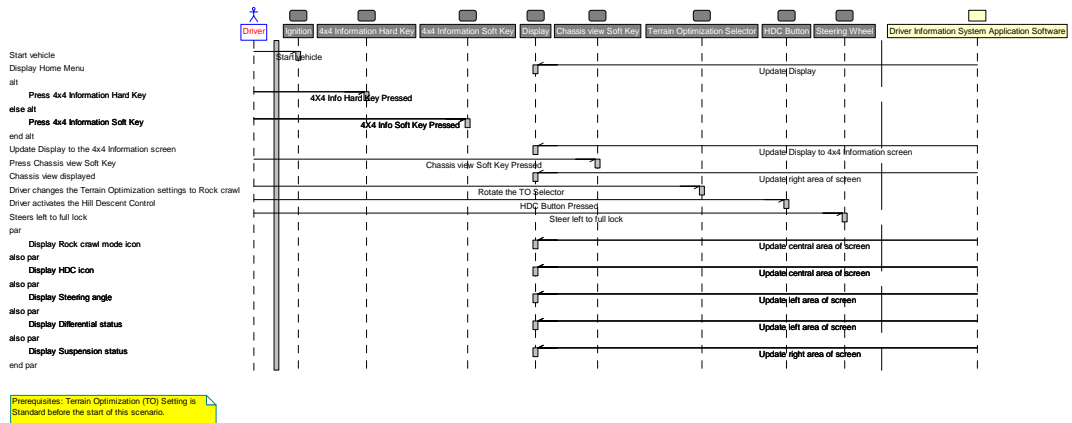 Driver
Ignition
4x4 Information Hard Key
4x4 Information Soft Key
Display
Chassis view Soft Key
Terrain Optimization Selector
HDC Button
Steering Wheel
Driver Information System Application Software
Start vehicle
Start vehicle
Display Home Menu
Update Display
alt
Press 4x4 Information Hard Key
4X4 Info Hard Key Pressed
else alt
Press 4x4 Information Soft Key
4X4 Info Soft Key Pressed
end alt
Update Display to the 4x4 Information screen
Update Display to 4x4 Information screen
Press Chassis view Soft Key
Chassis view Soft Key Pressed
Chassis view displayed
Update right area of screen
Driver changes the Terrain Optimization settings to Rock crawl
Rotate the TO Selector
Driver activates the Hill Descent Control
HDC Button Pressed
Steers left to full lock
Steer left to full lock
par
Display Rock crawl mode icon
Update central area of screen
also par
Display HDC icon
Update central area of screen
also par
Display Steering angle
Update left area of screen
also par
Display Differential status
Update left area of screen
also par
Display Suspension status
Update right area of screen
end par
Prerequisites: Terrain Optimization (TO) Setting is
Standard before the start of this scenario.